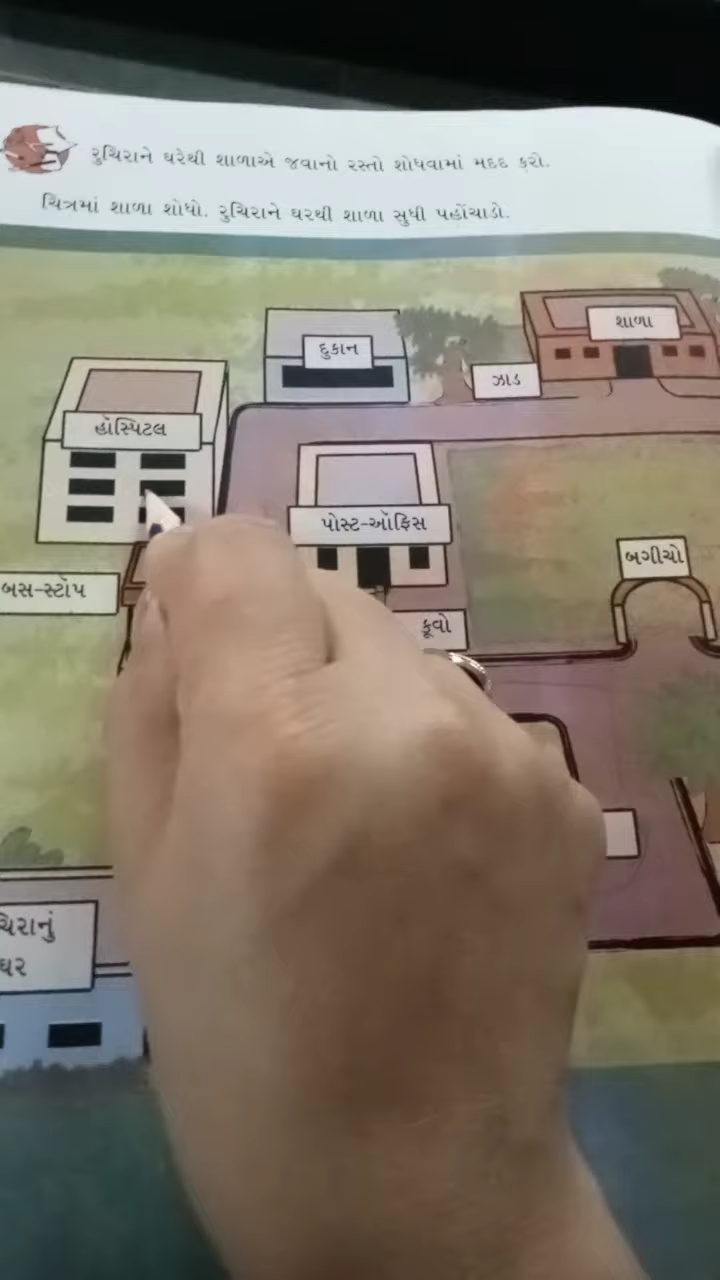 રુચિરાને ઘરેથી શાળાએ જવાનો રસ્તો શોધવામાં મદદ કરો.
ચિત્રમાં શાળા શોધો. રુચિરાને ઘરથી શાળા સુધી પહોંચાડો.
શાળા
દુકાન
ઝાડ
હૉસ્પિટલ
પોસ્ટ-ઑફિસ
બગીચો
બસ-સ્ટૉપ
કૂવો
ચિરાનું
ઘર